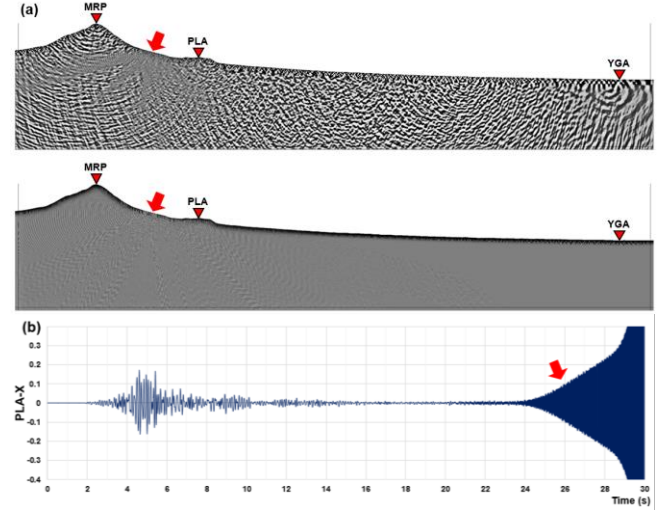 (a)
MRP
PLA
YGA
MRP
PLA
YGA
(b)
PLA-X
0.3
0.2
0.1
0
-0.1
-0.2
-0.3
-0.4
0 2 4 6 8 10 12 14 16 18 20 22 24 26 28 30
Time (s)